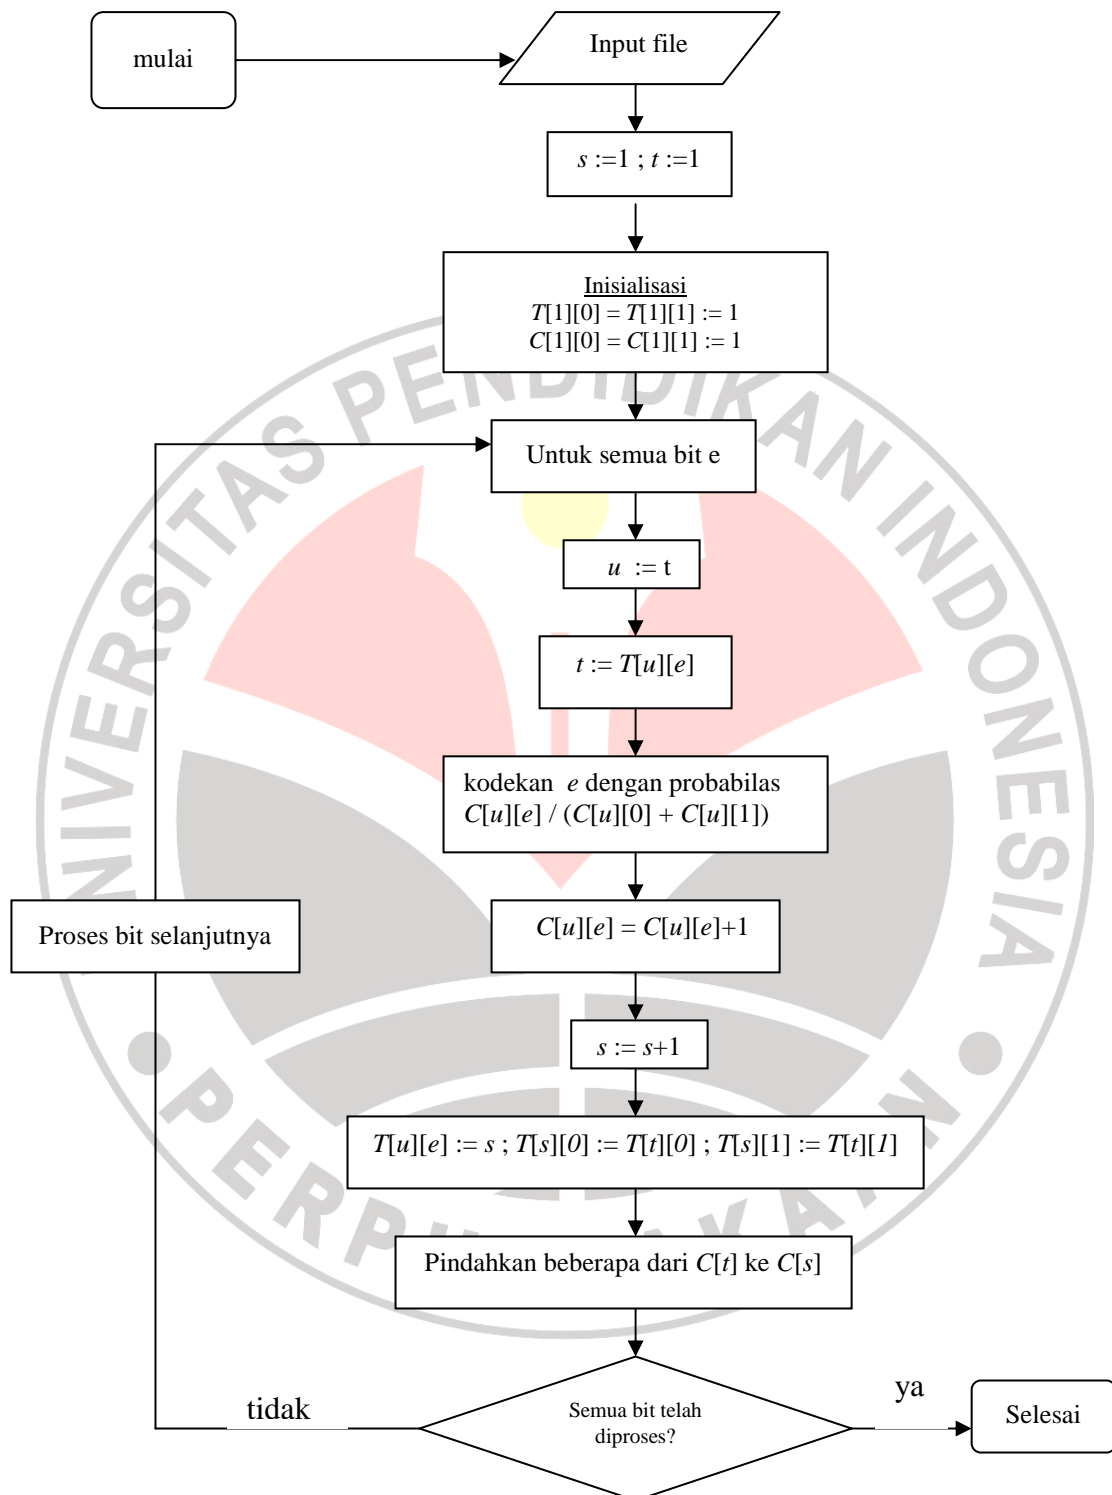 mulai
Input file
s :=1 ; t :=1
Inisialisasi
T[1][0] = T[1][1] := 1
C[1][0] = C[1][1] := 1
Untuk semua bit e
u := t
t := T[u][e]
kodekan e dengan probabilas
C[u][e] / (C[u][0] + C[u][1])
C[u][e] = C[u][e]+1
Proses bit selanjutnya
s := s+1
T[u][e] := s ; T[s][0] := T[t][0] ; T[s][1] := T[t][1]
Pindahkan beberapa dari C[t] ke C[s]
Semua bit telah
diproses?
tidak
ya
Selesai
UNIVERSITAS PENDIDIKAN INDONESIA
PERPUSTAKAAN